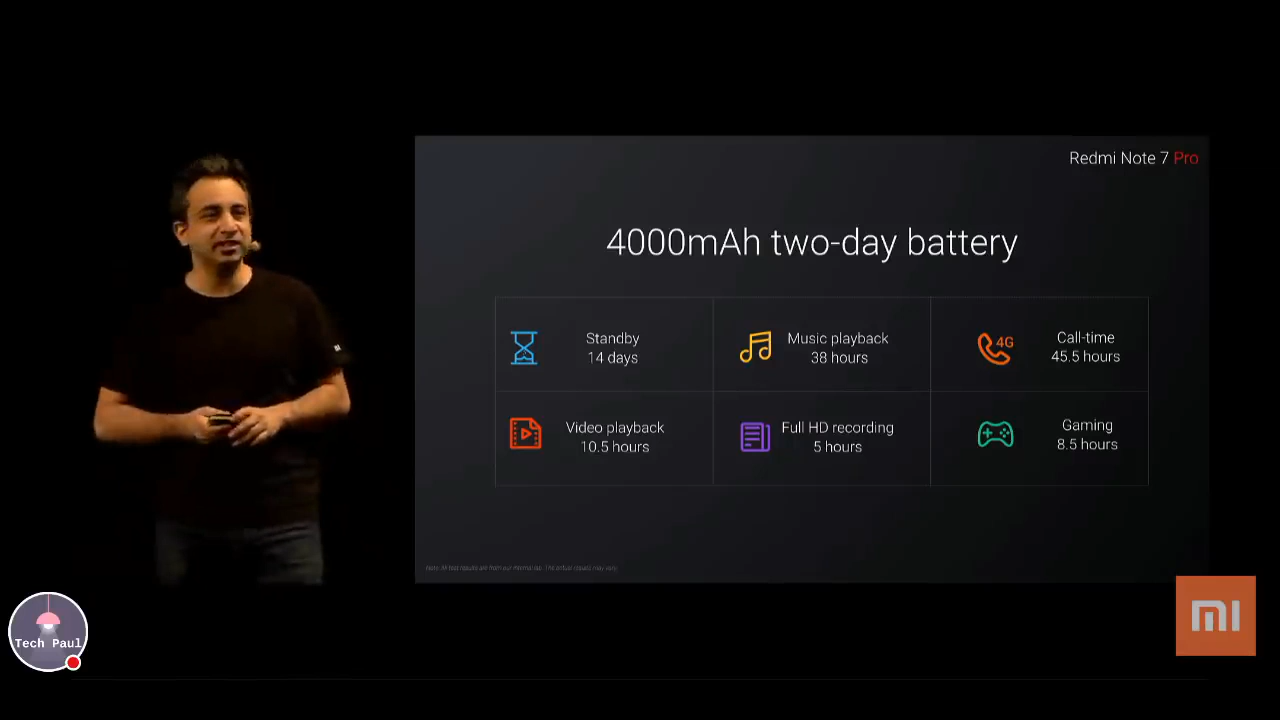 Redmi Note 7 Pro
4000mAh two-day battery
Standby
14 days
Music playback
38 hours
4G
Call-time
45.5 hours
Video playback
10.5 hours
Full HD recording
5 hours
Gaming
8.5 hours
Tech Paul
MI